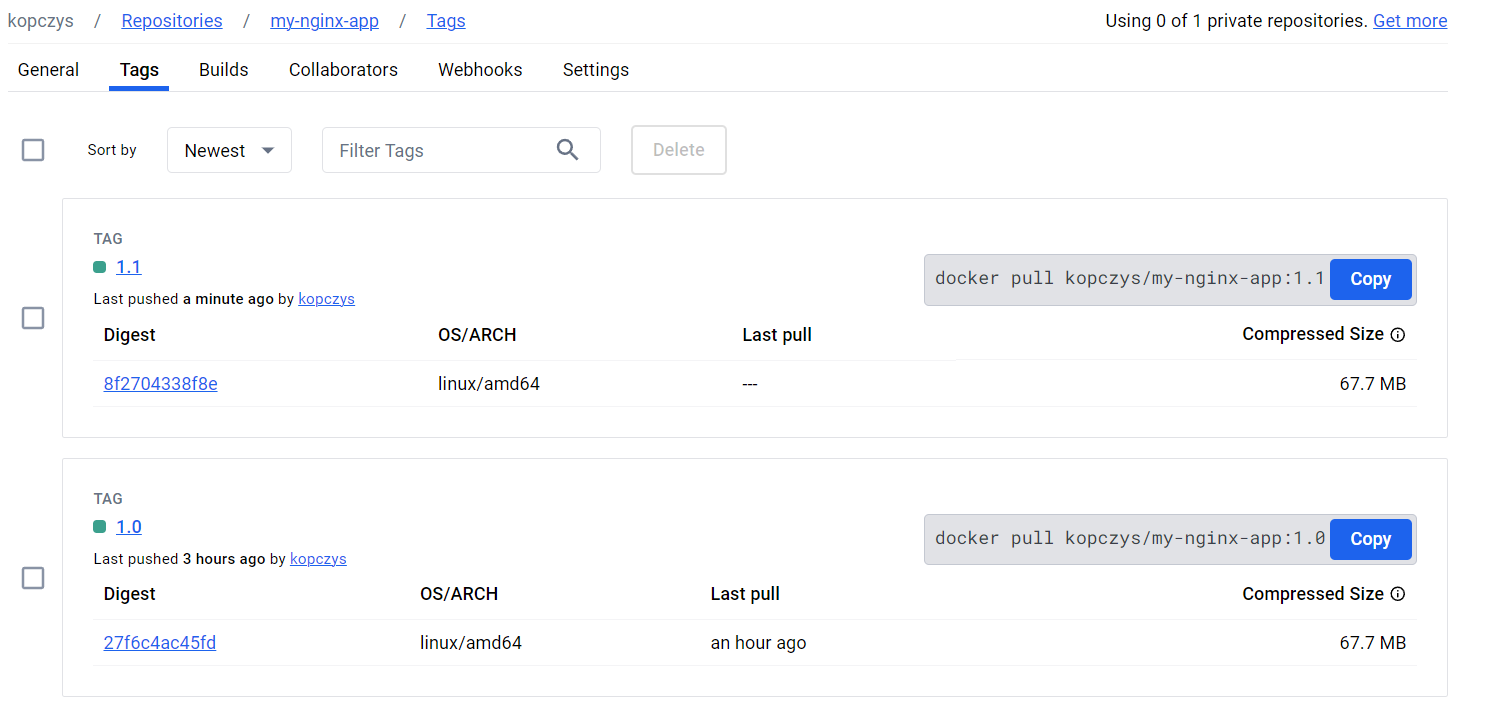 kopczys / Repositories / my-nginx-app / Tags Using 0 of 1 private repositories. Get more
General Tags Builds Collaborators Webhooks Settings
Sort by Newest Filter Tags Delete
TAG
1.1
docker pull kopczys/my-nginx-app:1.1 Copy
Last pushed a minute ago by kopczys
Digest OS/ARCH Last pull Compressed Size
8f2704338f8e linux/amd64 --- 67.7 MB
TAG
1.0
docker pull kopczys/my-nginx-app:1.0 Copy
Last pushed 3 hours ago by kopczys
Digest OS/ARCH Last pull Compressed Size
27f6c4ac45fd linux/amd64 an hour ago 67.7 MB